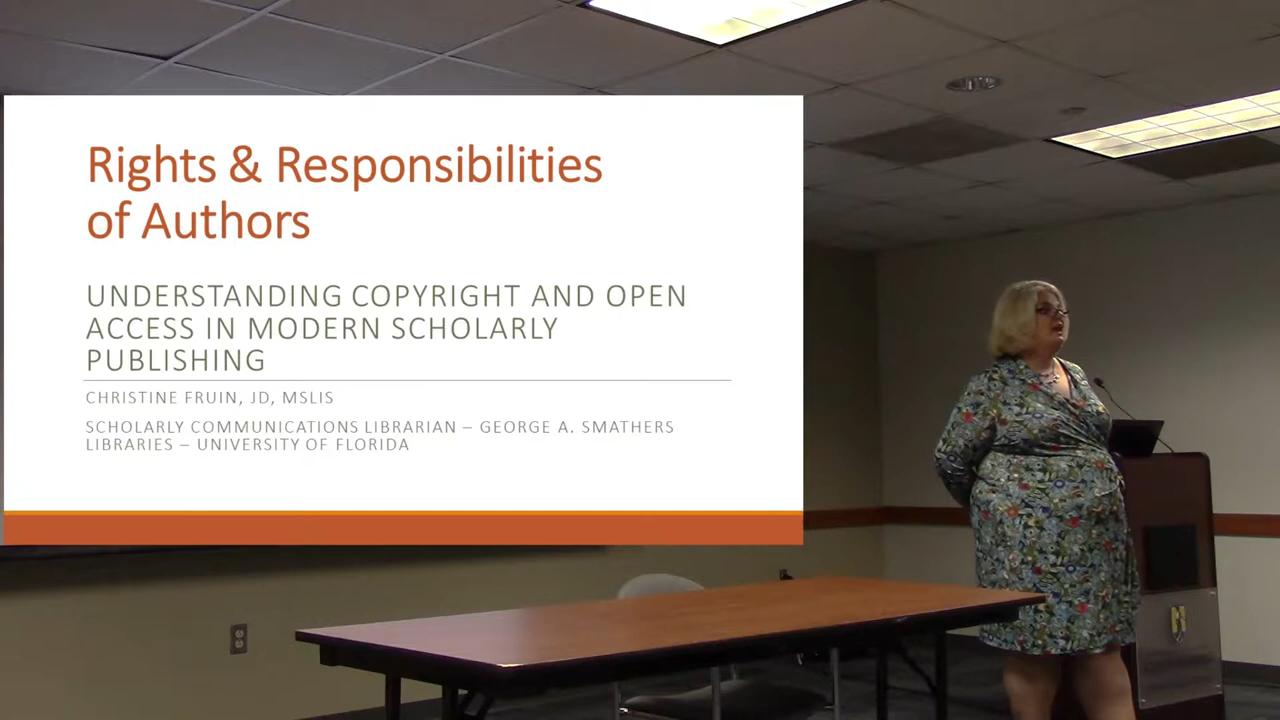 Rights & Responsibilities
of Authors
UNDERSTANDING COPYRIGHT AND OPEN
ACCESS IN MODERN SCHOLARLY
PUBLISHING
CHRISTINE FRUIN, JD, MSLIS
SCHOLARLY COMMUNICATIONS LIBRARIAN – GEORGE A. SMATHERS
LIBRARIES – UNIVERSITY OF FLORIDA